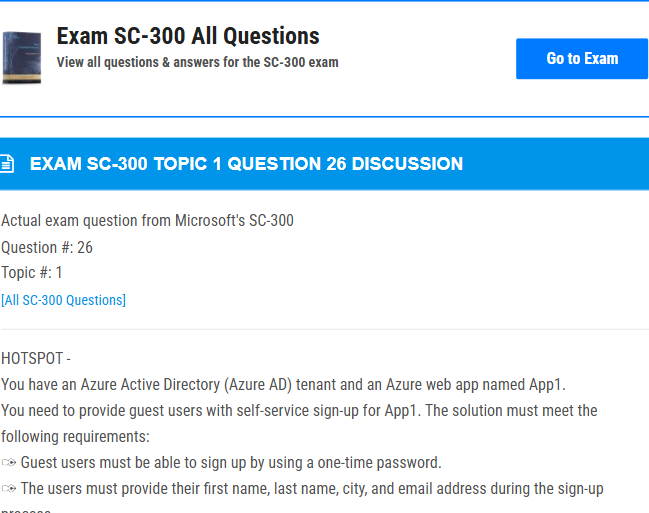 Exam SC-300 All Questions
View all questions & answers for the SC-300 exam
Go to Exam
EXAM SC-300 TOPIC 1 QUESTION 26 DISCUSSION
Actual exam question from Microsoft's SC-300
Question #: 26
Topic #: 1
[All SC-300 Questions]
HOTSPOT -
You have an Azure Active Directory (Azure AD) tenant and an Azure web app named App1.
You need to provide guest users with self-service sign-up for App1. The solution must meet the
following requirements:
Guest users must be able to sign up by using a one-time password.
The users must provide their first name, last name, city, and email address during the sign-up